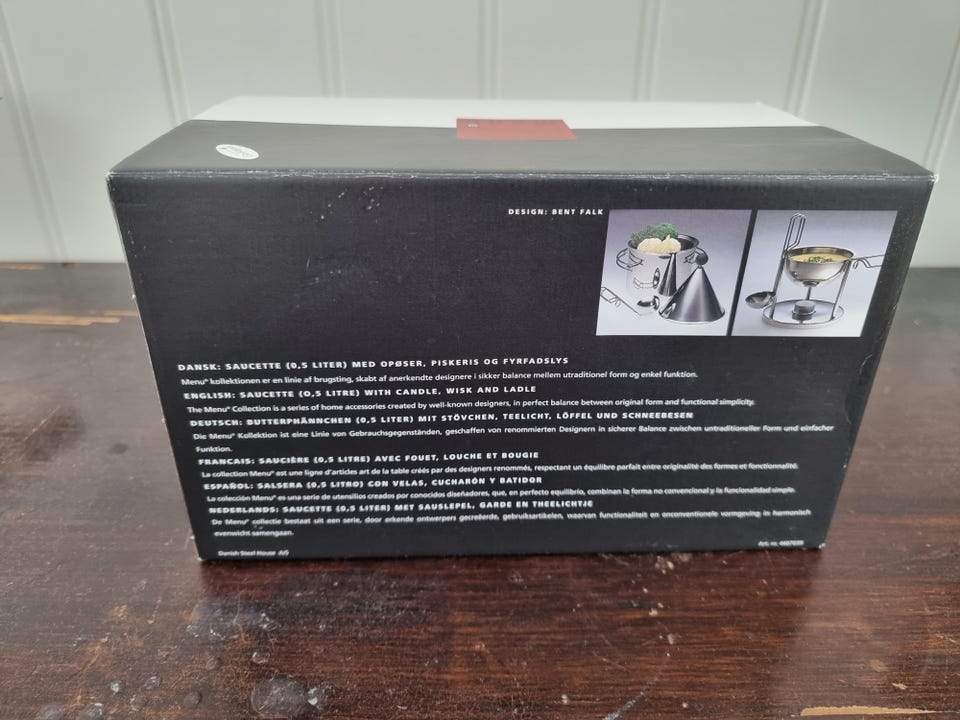 DESIGN: BENT FALK
DANSK: SAUCETTE (0,5 LITER) MED OPØSER, PISKERIS OG FYRFADSLYS
Menu® kollektionen er en linie af brugsting, skabt af anerkendte designere i sikker balance mellem utraditionel form og enkel funktion.
ENGLISH: SAUCETTE (0,5 LITRE) WITH CANDLE, WISK AND LADLE
The Menu® Collection is a series of home accessories created by well-known designers, in perfect balance between original form and functional simplicity.
DEUTSCH: BUTTERPHÄNNCHEN (0,5 LITER) MIT STÖVCHEN, TEELICHT, LÖFFEL UND SCHNEEBESEN
Die Menu® Kollektion ist eine Linie von Gebrauchsgegenständen, geschaffen von renommierten Designern in sicherer Balance zwischen untraditioneller Form und einfacher
Funktion.
FRANCAIS: SAUCIÈRE (0,5 LITRE) AVEC FOUET, LOUCHE ET BOUGIE
La collection Menu® est une ligne d'articles art de la table créés par des designers renommés, respectant un équilibre parfait entre originalité des formes et fonctionnalité.
ESPAÑOL: SALSERA (0,5 LITRO) CON VELAS, CUCHARÓN Y BATIDOR
La colección Menu® es una serie de utensilios creados por conocidos diseñadores, que, en perfecto equilibrio, combinan la forma no convencional y la funcionalidad simple.
NEDERLANDS: SAUCETTE (0,5 LITER) MET SAUSLEPEL, GARDE EN THEELICHTJE
De Menu® collectie bestaat uit een serie, door erkende ontwerpers gecreëerde, gebruiksartikelen, waarvan functionaliteit en onconventionele vormgeving in harmonisch
evenwicht samengaan.
Danish Steel House A/S
Art. nr.